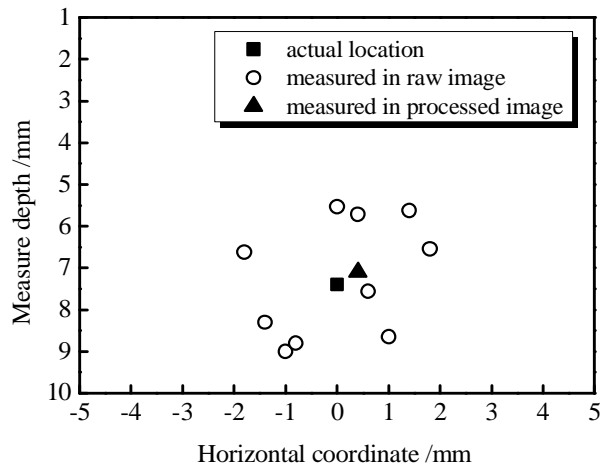 actual location
measured in raw image
measured in processed image
1
2
3
4
5
6
7
8
9
10
Measure depth /mm
-5 -4 -3 -2 -1 0 1 2 3 4 5
Horizontal coordinate /mm